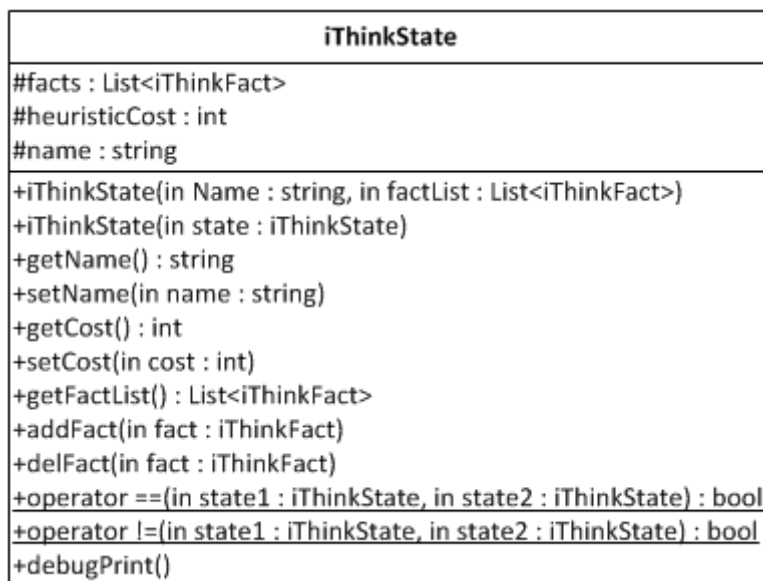 iThinkState
#facts : List<iThinkFact>
#heuristicCost : int
#name : string
+iThinkState(in Name : string, in factList : List<iThinkFact>)
+iThinkState(in state : iThinkState)
+getName() : string
+setName(in name : string)
+getCost() : int
+setCost(in cost : int)
+getFactList() : List<iThinkFact>
+addFact(in fact : iThinkFact)
+delFact(in fact : iThinkFact)
+operator ==(in state1 : iThinkState, in state2 : iThinkState) : bool
+operator !=(in state1 : iThinkState, in state2 : iThinkState) : bool
+debugPrint()